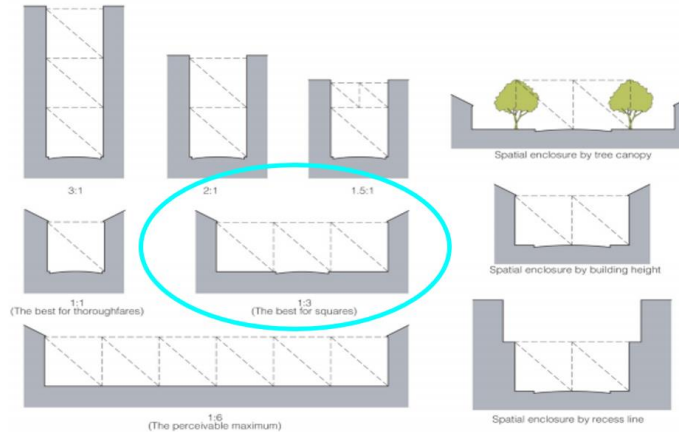 3:1
2:1
1.5:1
Spatial enclosure by tree canopy
1:1
(The best for thoroughfares)
1:3
(The best for squares)
Spatial enclosure by building height
1:6
(The perceivable maximum)
Spatial enclosure by recess line